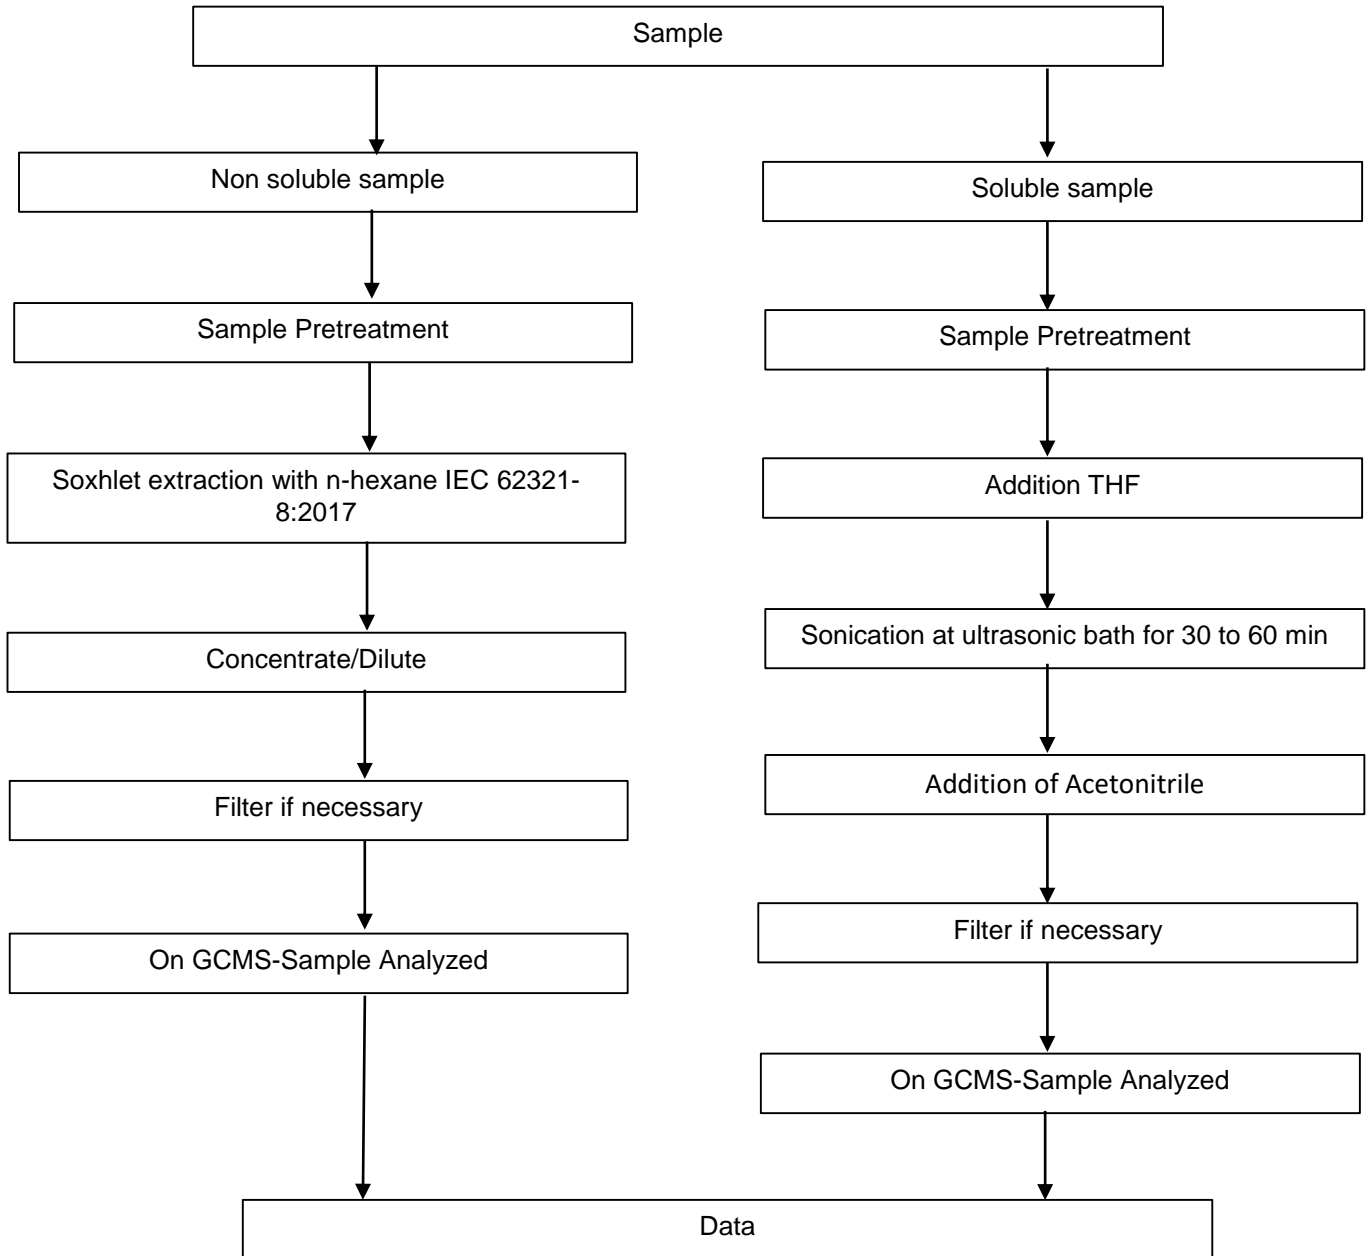 Sample
Non soluble sample
Sample Pretreatment
Soxhlet extraction with n-hexane IEC 62321-
8:2017
Concentrate/Dilute
Filter if necessary
On GCMS-Sample Analyzed
Soluble sample
Sample Pretreatment
Addition THF
Sonication at ultrasonic bath for 30 to 60 min
Addition of Acetonitrile
Filter if necessary
On GCMS-Sample Analyzed
Data